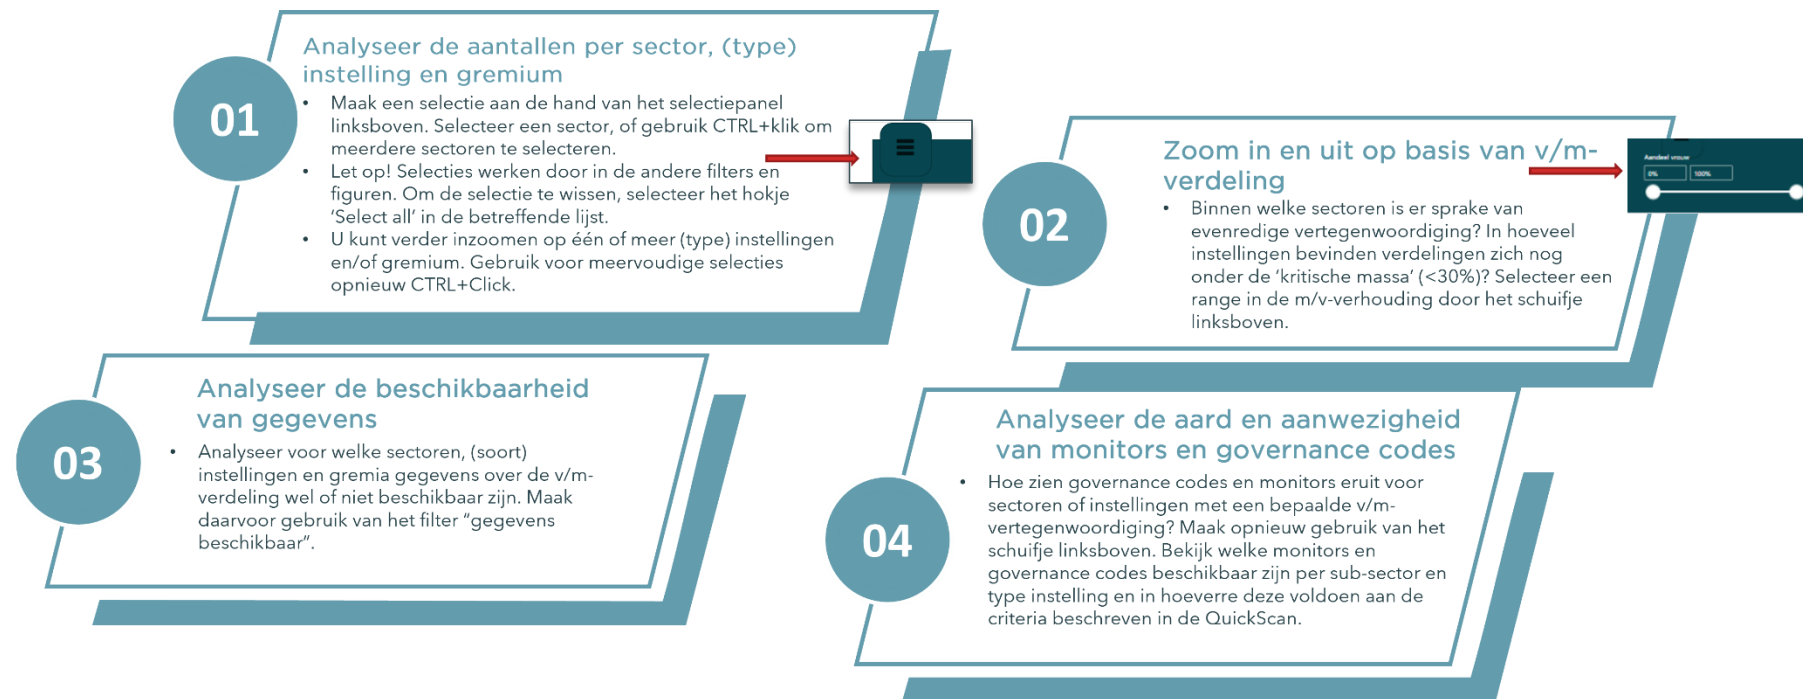 01
Analyseer de aantallen per sector, (type)
instelling en gremium
• Maak een selectie aan de hand van het selectiepanel
linksboven. Selecteer een sector, of gebruik CTRL+klik om
meerdere sectoren te selecteren.
• Let op! Selecties werken door in de andere filters en
figuren. Om de selectie te wissen, selecteer het hokje
‘Select all’ in de betreffende lijst.
• U kunt verder inzoomen op één of meer (type) instellingen
en/of gremium. Gebruik voor meervoudige selecties
opnieuw CTRL+Click.
02
Zoom in en uit op basis van v/m-
verdeling
• Binnen welke sectoren is er sprake van
evenredige vertegenwoordiging? In hoeveel
instellingen bevinden verdelingen zich nog
onder de ‘kritische massa’ (<30%)? Selecteer een
range in de m/v-verhouding door het schuifje
linksboven.
Aandeel vrouw
0% 100%
03
Analyseer de beschikbaarheid
van gegevens
• Analyseer voor welke sectoren, (soort)
instellingen en gremia gegevens over de v/m-
verdeling wel of niet beschikbaar zijn. Maak
daarvoor gebruik van het filter “gegevens
beschikbaar”.
04
Analyseer de aard en aanwezigheid
van monitors en governance codes
• Hoe zien governance codes en monitors eruit voor
sectoren of instellingen met een bepaalde v/m-
vertegenwoordiging? Maak opnieuw gebruik van het
schuifje linksboven. Bekijk welke monitors en
governance codes beschikbaar zijn per sub-sector en
type instelling en in hoeverre deze voldoen aan de
criteria beschreven in de QuickScan.